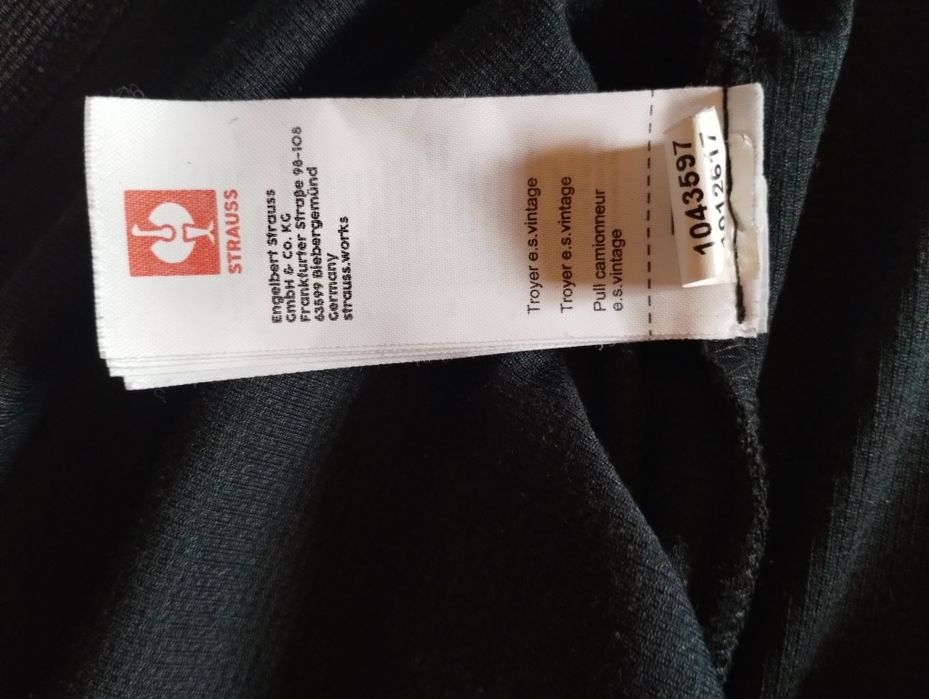 STRAUSS
Engelbert Strauss
GmbH & Co. KG
Frankfurter Straße 98-108
63599 Biebergemünd
Germany
strauss.works
Troyer e.s.vintage
Troyer e.s.vintage
Pull camionneur
e.s.vintage
1043597